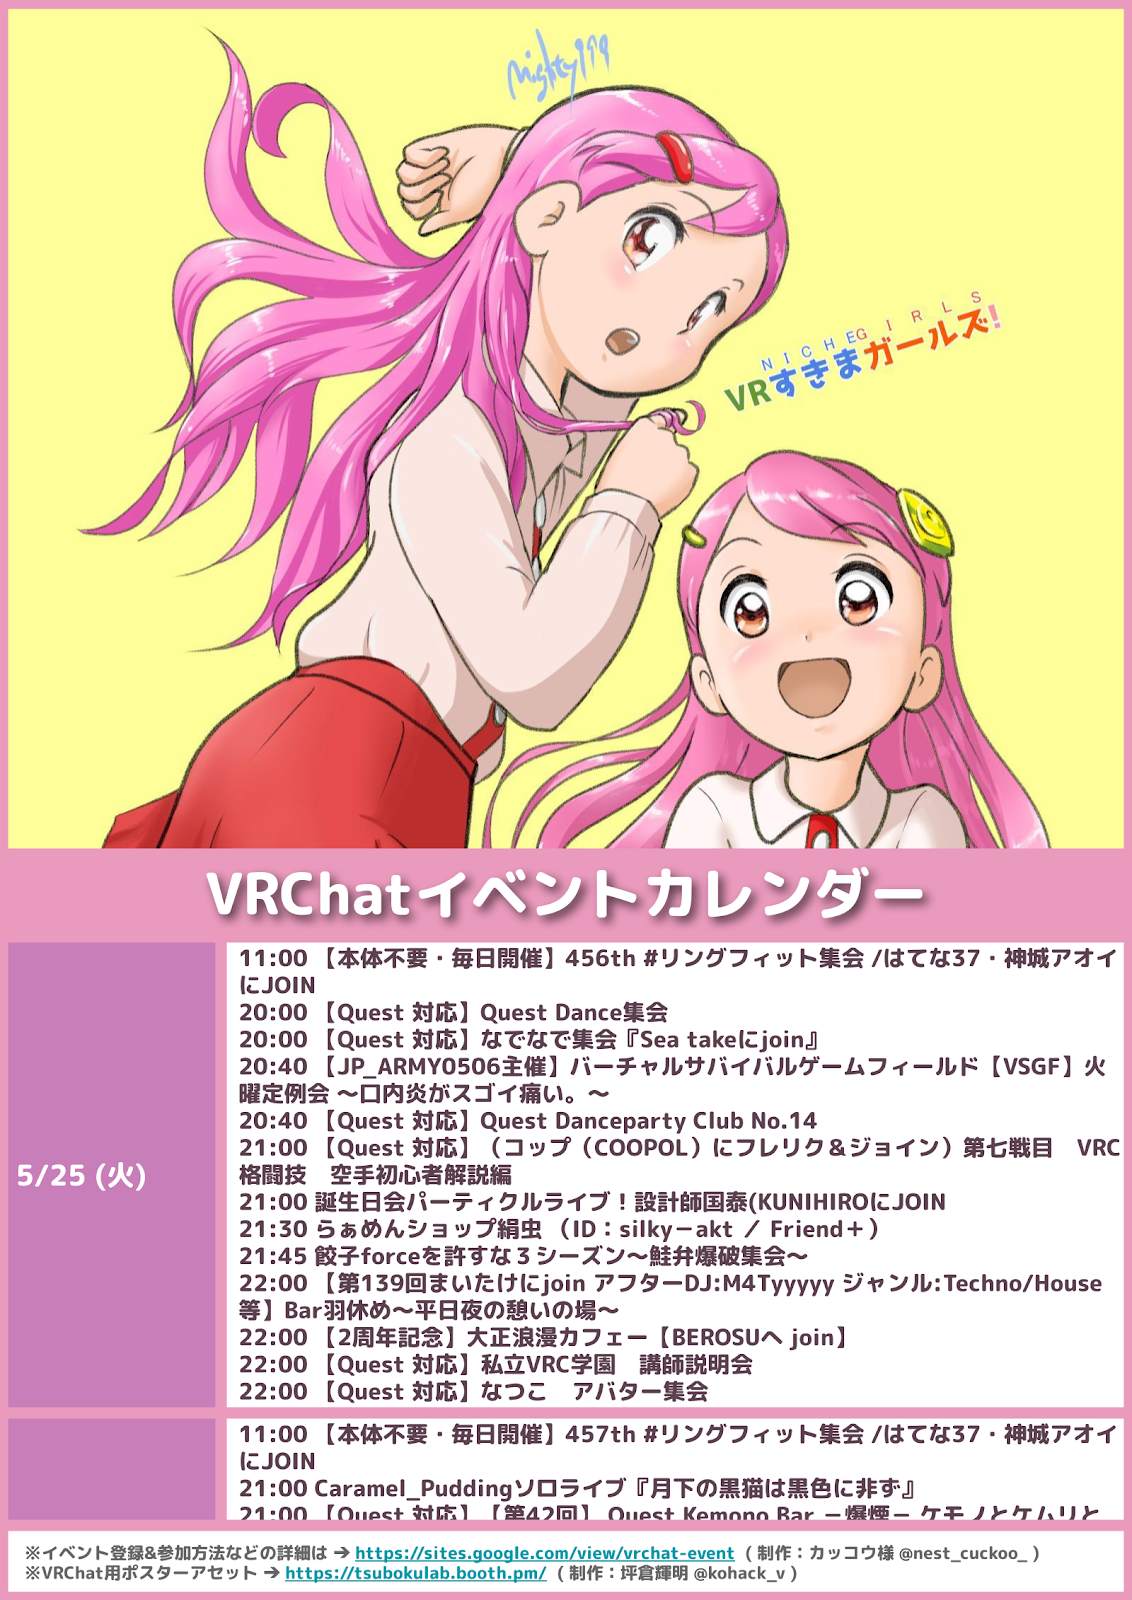 mighty199
NICHE GIRLS
VRすきまガールズ!
VRChatイベントカレンダー
5/25 (火)
11:00 【本体不要・毎日開催】456th #リングフィット集会 /はてな37・神城アオイ
にJOIN
20:00 【Quest 対応】Quest Dance集会
20:00 【Quest 対応】なでなで集会『Sea takeにjoin』
20:40 【JP_ARMY0506主催】バーチャルサバイバルゲームフィールド【VSGF】火
曜定例会 ～口内炎がスゴイ痛い。～
20:40 【Quest 対応】Quest Danceparty Club No.14
21:00 【Quest 対応】（コップ（COOPOL）にフレリク＆ジョイン）第七戦目　VRC
格闘技　空手初心者解説編
21:00 誕生日会パーティクルライブ！設計師国泰(KUNIHIROにJOIN
21:30 らぁめんショップ絹虫 （ID：silky－akt ／ Friend＋）
21:45 餃子forceを許すな３シーズン～鮭弁爆破集会～
22:00 【第139回まいたけにjoin アフターDJ:M4Tyyyyy ジャンル:Techno/House
等】Bar羽休め～平日夜の憩いの場～
22:00 【2周年記念】大正浪漫カフェー【BEROSUへ join】
22:00 【Quest 対応】私立VRC学園　講師説明会
22:00 【Quest 対応】なつこ　アバター集会
11:00 【本体不要・毎日開催】457th #リングフィット集会 /はてな37・神城アオイ
にJOIN
21:00 Caramel_Puddingソロライブ『月下の黒猫は黒色に非ず』
21:00 【Quest 対応】【第42回】 Quest Kemono Bar －爆煙－ ケモノとケムリと
※イベント登録&参加方法などの詳細は ➔ https://sites.google.com/view/vrchat-event （ 制作：カッコウ様 @nest_cuckoo_ ）
※VRChat用ポスターアセット ➔ https://tsubokulab.booth.pm/ （ 制作：坪倉輝明 @kohack_v ）